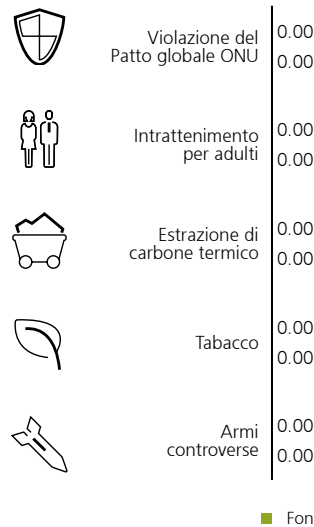 Violazione del
Patto globale ONU
0.00
0.00
Intrattenimento
per adulti
0.00
0.00
Estrazione di
carbone termico
0.00
0.00
Tabacco
0.00
0.00
Armi
controverse
0.00
0.00
Fon